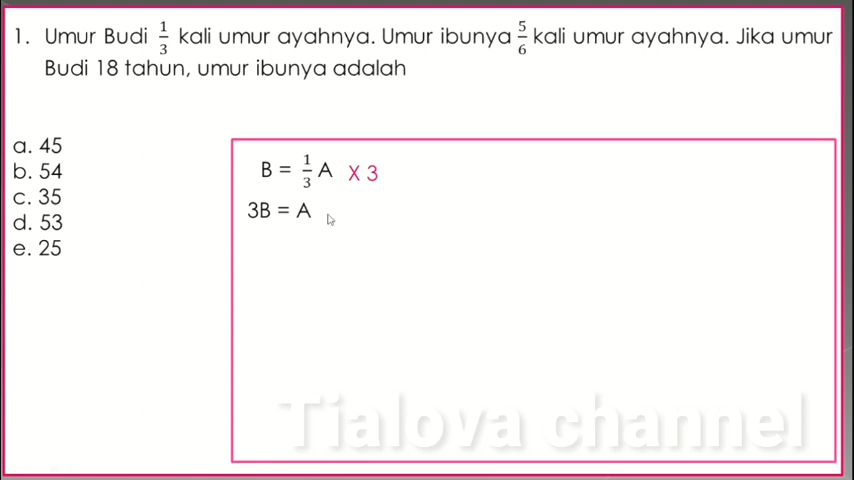 1. Umur Budi 1/3 kali umur ayahnya. Umur ibunya 5/6 kali umur ayahnya. Jika umur
Budi 18 tahun, umur ibunya adalah
a. 45
b. 54
c. 35
d. 53
e. 25
B = 1/3 A X 3
3B = A
Tialova channel